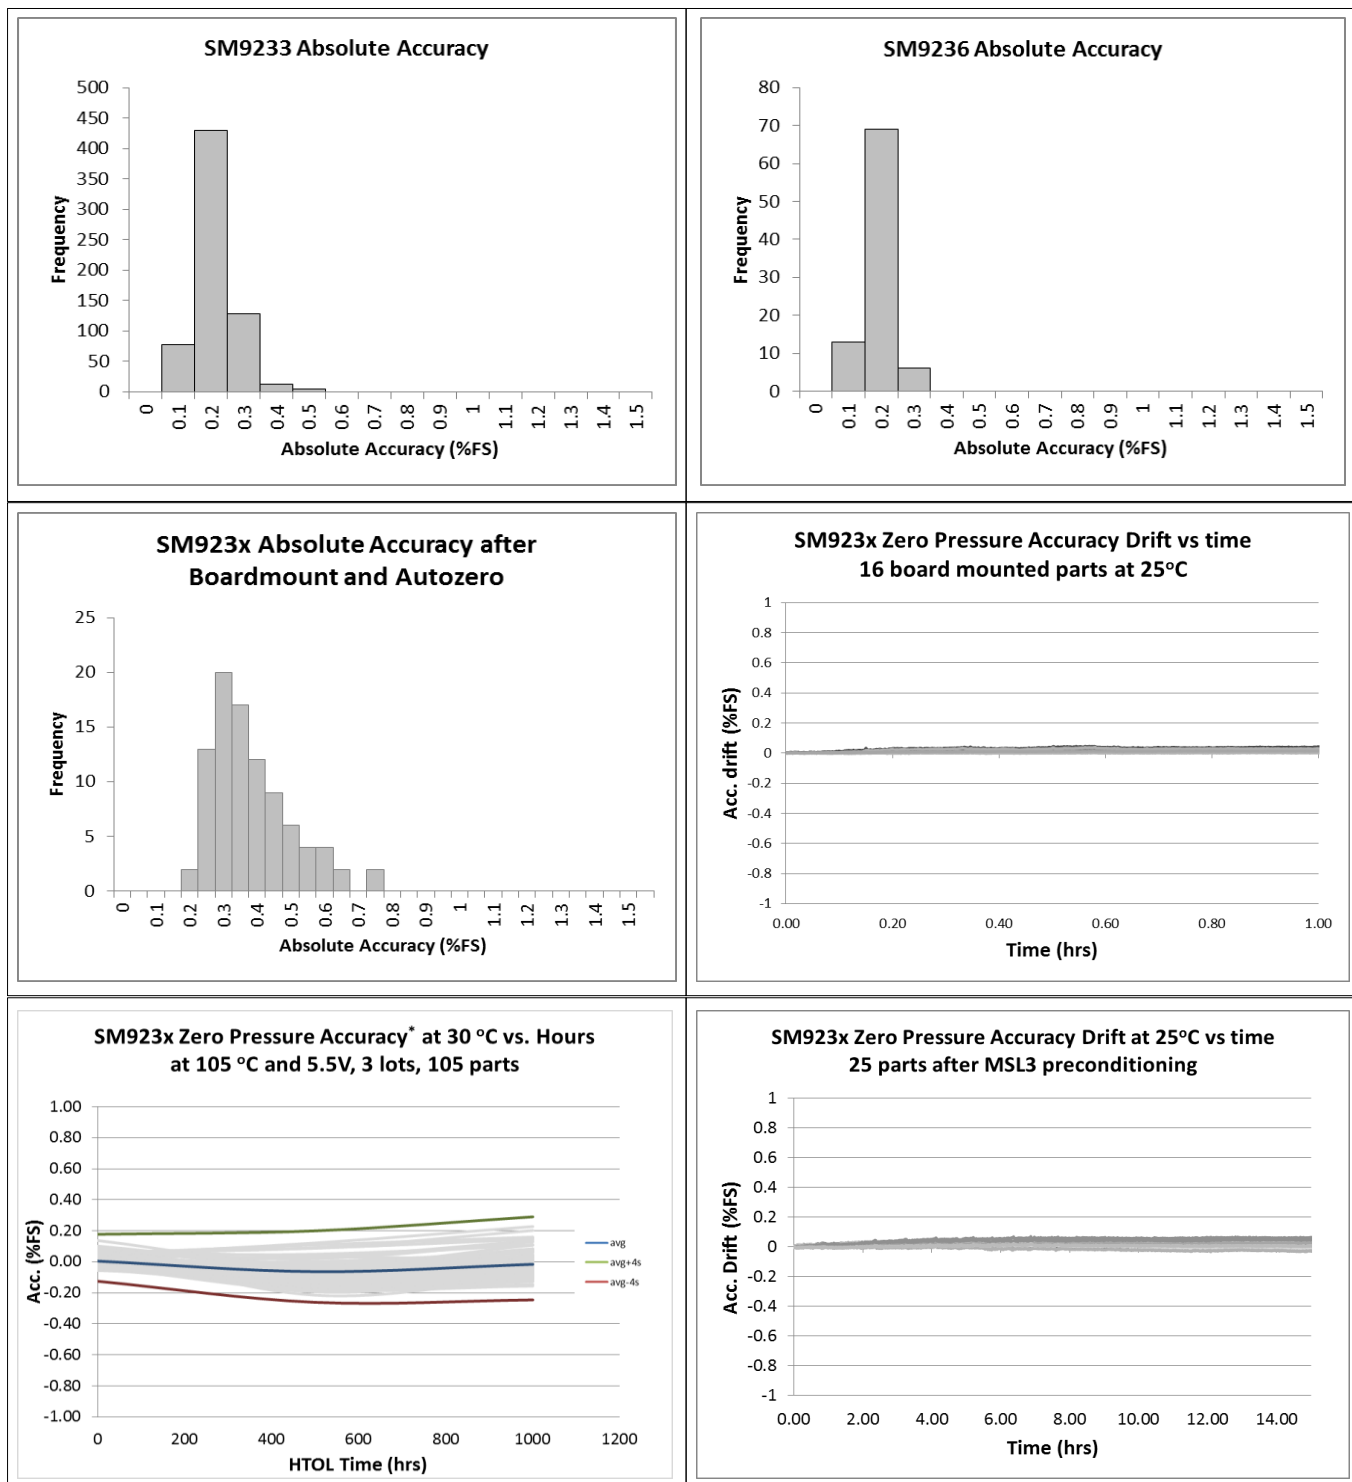 SM9233 Absolute Accuracy
500
450
400
350
300
250
200
150
100
50
0
Frequency
0 0.1 0.2 0.3 0.4 0.5 0.6 0.7 0.8 0.9 1 1.1 1.2 1.3 1.4 1.5
Absolute Accuracy (%FS)
SM9236 Absolute Accuracy
80
70
60
50
40
30
20
10
0
Frequency
0 0.1 0.2 0.3 0.4 0.5 0.6 0.7 0.8 0.9 1 1.1 1.2 1.3 1.4 1.5
Absolute Accuracy (%FS)
SM923x Absolute Accuracy after
Boardmount and Autozero
25
20
15
10
5
0
Frequency
0 0.1 0.2 0.3 0.4 0.5 0.6 0.7 0.8 0.9 1 1.1 1.2 1.3 1.4 1.5
Absolute Accuracy (%FS)
SM923x Zero Pressure Accuracy Drift vs time
16 board mounted parts at 25°C
1
0.8
0.6
0.4
0.2
0
-0.2
-0.4
-0.6
-0.8
-1
Acc. drift (%FS)
0.00 0.20 0.40 0.60 0.80 1.00
Time (hrs)
SM923x Zero Pressure Accuracy* at 30 °C vs. Hours
at 105 °C and 5.5V, 3 lots, 105 parts
1.00
0.80
0.60
0.40
0.20
0.00
-0.20
-0.40
-0.60
-0.80
-1.00
Acc. (%FS)
avg
avg+4s
avg-4s
0 200 400 600 800 1000 1200
HTOL Time (hrs)
SM923x Zero Pressure Accuracy Drift at 25°C vs time
25 parts after MSL3 preconditioning
1
0.8
0.6
0.4
0.2
0
-0.2
-0.4
-0.6
-0.8
-1
Acc. Drift (%FS)
0.00 2.00 4.00 6.00 8.00 10.00 12.00 14.00
Time (hrs)